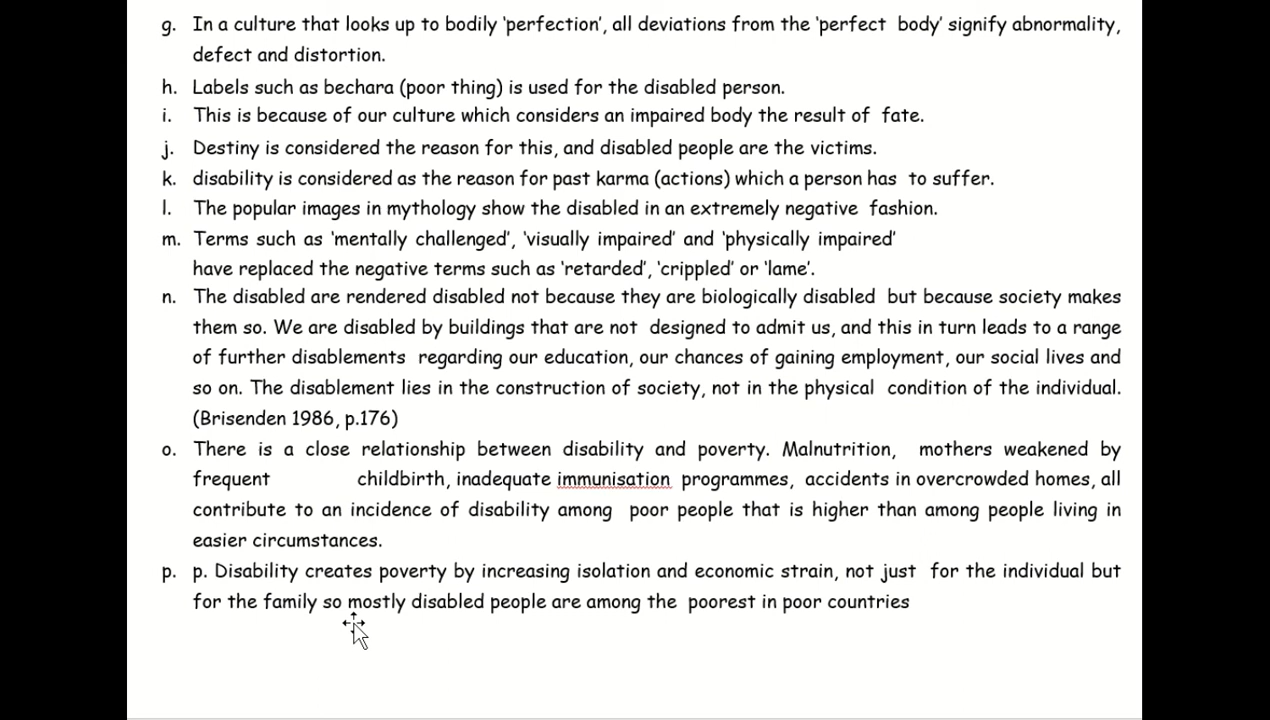 g. In a culture that looks up to bodily ‘perfection’, all deviations from the ‘perfect body’ signify abnormality,
defect and distortion.
h. Labels such as bechara (poor thing) is used for the disabled person.
i. This is because of our culture which considers an impaired body the result of fate.
j. Destiny is considered the reason for this, and disabled people are the victims.
k. disability is considered as the reason for past karma (actions) which a person has to suffer.
l. The popular images in mythology show the disabled in an extremely negative fashion.
m. Terms such as ‘mentally challenged’, ‘visually impaired’ and ‘physically impaired’
have replaced the negative terms such as ‘retarded’, ‘crippled’ or ‘lame’.
n. The disabled are rendered disabled not because they are biologically disabled but because society makes
them so. We are disabled by buildings that are not designed to admit us, and this in turn leads to a range
of further disablements regarding our education, our chances of gaining employment, our social lives and
so on. The disablement lies in the construction of society, not in the physical condition of the individual.
(Brisenden 1986, p.176)
o. There is a close relationship between disability and poverty. Malnutrition, mothers weakened by
frequent childbirth, inadequate immunisation programmes, accidents in overcrowded homes, all
contribute to an incidence of disability among poor people that is higher than among people living in
easier circumstances.
p. p. Disability creates poverty by increasing isolation and economic strain, not just for the individual but
for the family so mostly disabled people are among the poorest in poor countries